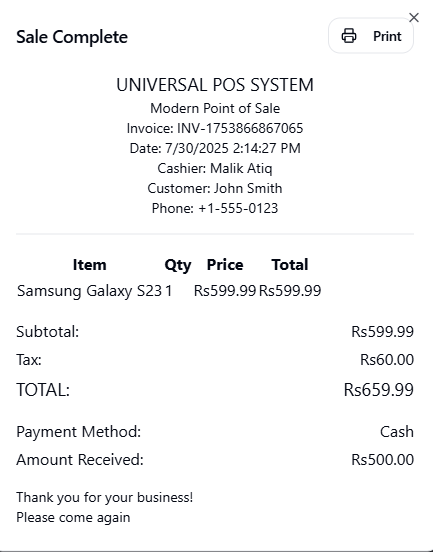 Sale Complete
Print
UNIVERSAL POS SYSTEM
Modern Point of Sale
Invoice: INV-1753866867065
Date: 7/30/2025 2:14:27 PM
Cashier: Malik Atiq
Customer: John Smith
Phone: +1-555-0123
Item Qty Price Total
Samsung Galaxy S23 1 Rs599.99 Rs599.99
Subtotal: Rs599.99
Tax: Rs60.00
TOTAL: Rs659.99
Payment Method: Cash
Amount Received: Rs500.00
Thank you for your business!
Please come again